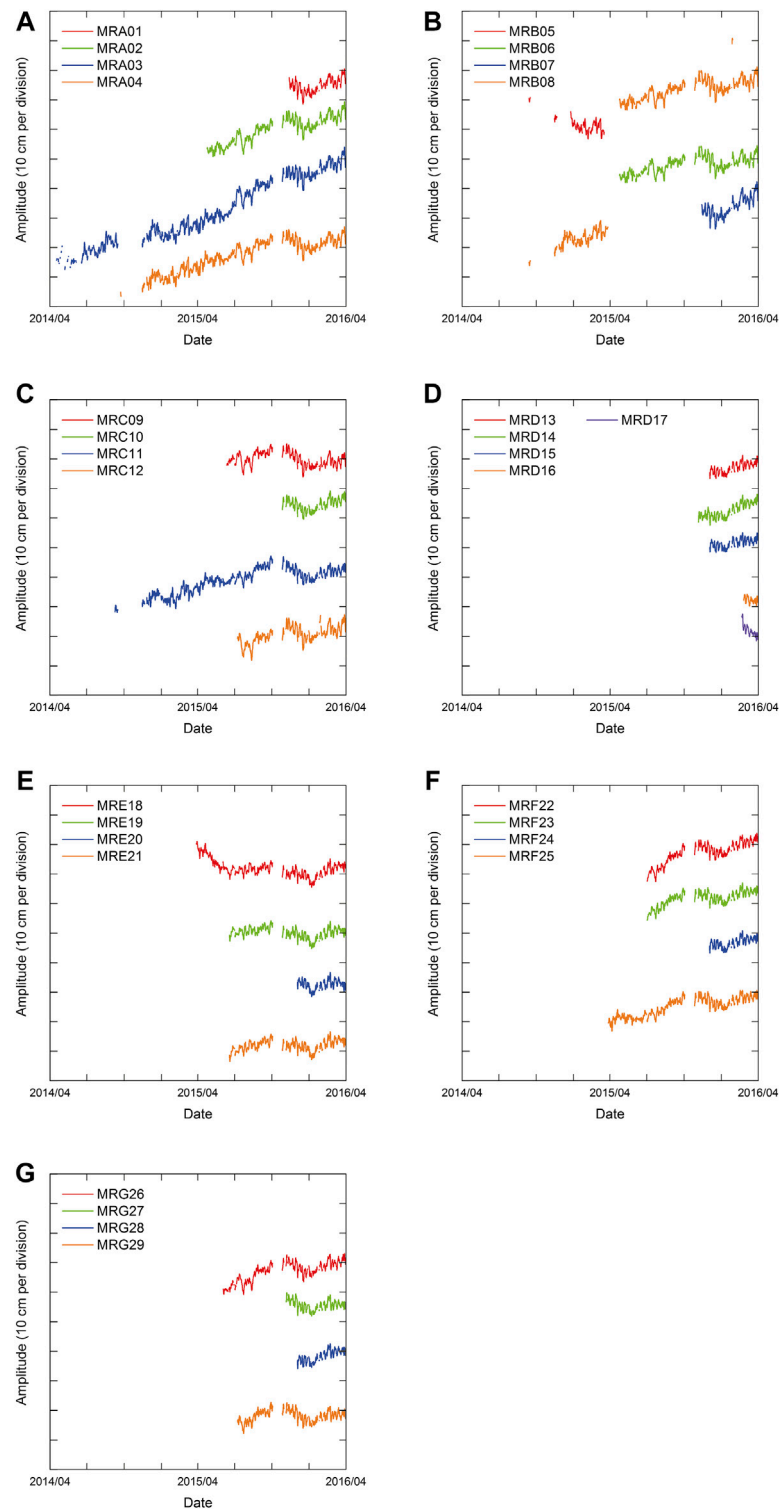 A
MRA01
MRA02
MRA03
MRA04
Amplitude (10 cm per division)
2014/04 2015/04 2016/04
Date
B
MRB05
MRB06
MRB07
MRB08
Amplitude (10 cm per division)
2014/04 2015/04 2016/04
Date
C
MRC09
MRC10
MRC11
MRC12
Amplitude (10 cm per division)
2014/04 2015/04 2016/04
Date
D
MRD13 MRD17
MRD14
MRD15
MRD16
Amplitude (10 cm per division)
2014/04 2015/04 2016/04
Date
E
MRE18
MRE19
MRE20
MRE21
Amplitude (10 cm per division)
2014/04 2015/04 2016/04
Date
F
MRF22
MRF23
MRF24
MRF25
Amplitude (10 cm per division)
2014/04 2015/04 2016/04
Date
G
MRG26
MRG27
MRG28
MRG29
Amplitude (10 cm per division)
2014/04 2015/04 2016/04
Date